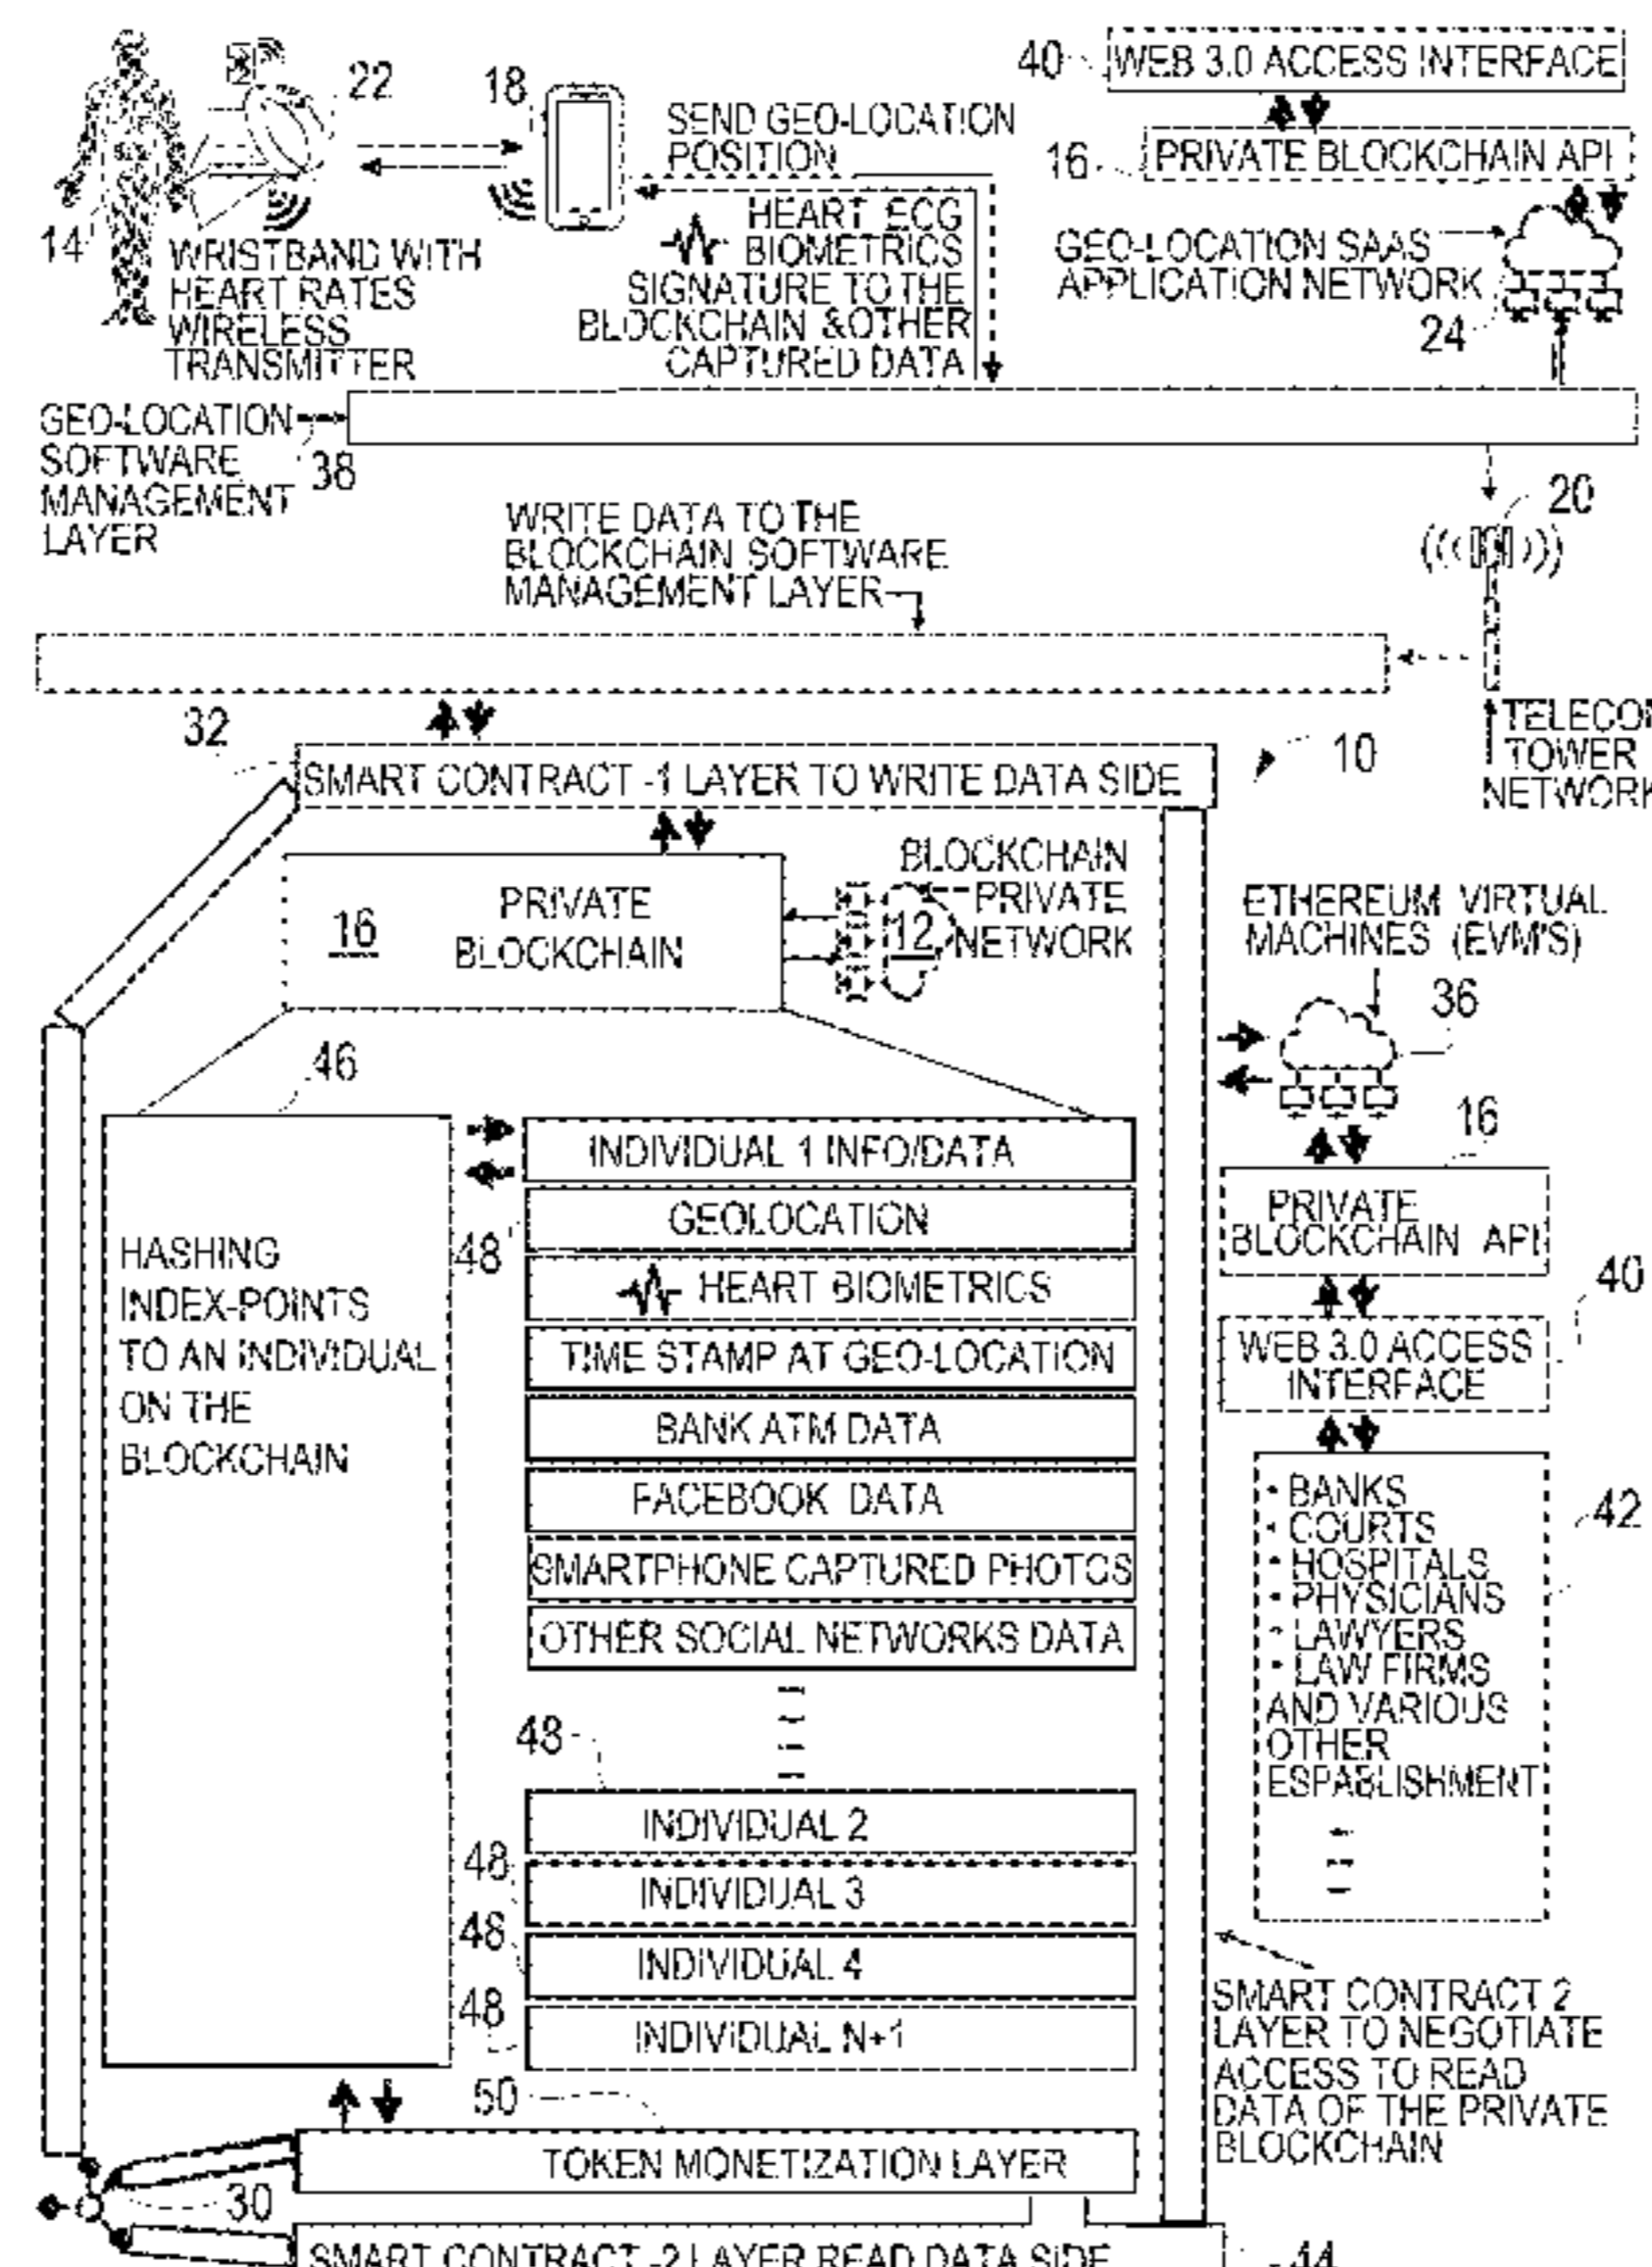 40
WEB 3.0 ACCESS INTERFACE
16
PRIVATE BLOCKCHAIN API
22
18
SEND GEO-LOCATION
POSITION
14
WRISTBAND WITH
HEART RATES
WIRELESS
TRANSMITTER
HEART ECG
BIOMETRICS
SIGNATURE TO THE
BLOCKCHAIN &OTHER
CAPTURED DATA
GEO-LOCATION SAAS
APPLICATION NETWORK
24
GEO-LOCATION
SOFTWARE
MANAGEMENT
LAYER
38
20
WRITE DATA TO THE
BLOCKCHAIN SOFTWARE
MANAGEMENT LAYER
TELECOM
TOWER
NETWORK
32
SMART CONTRACT -1 LAYER TO WRITE DATA SIDE
10
16
PRIVATE
BLOCKCHAIN
12
BLOCKCHAIN
PRIVATE
NETWORK
ETHEREUM VIRTUAL
MACHINES (EVM'S)
36
46
HASHING
INDEX-POINTS
TO AN INDIVIDUAL
ON THE
BLOCKCHAIN
INDIVIDUAL 1 INFO/DATA
48
GEOLOCATION
HEART BIOMETRICS
TIME STAMP AT GEO-LOCATION
BANK ATM DATA
FACEBOOK DATA
SMARTPHONE CAPTURED PHOTOS
OTHER SOCIAL NETWORKS DATA
48
INDIVIDUAL 2
48
INDIVIDUAL 3
48
INDIVIDUAL 4
48
INDIVIDUAL N+1
16
PRIVATE
BLOCKCHAIN API
40
WEB 3.0 ACCESS
INTERFACE
42
• BANKS
• COURTS
• HOSPITALS
• PHYSICIANS
• LAWYERS
• LAW FIRMS
AND VARIOUS
OTHER
ESPABLISHMENT
SMART CONTRACT 2
LAYER TO NEGOTIATE
ACCESS TO READ
DATA OF THE PRIVATE
BLOCKCHAIN
50
TOKEN MONETIZATION LAYER
30
SMART CONTRACT -2 LAYER READ DATA SIDE
44